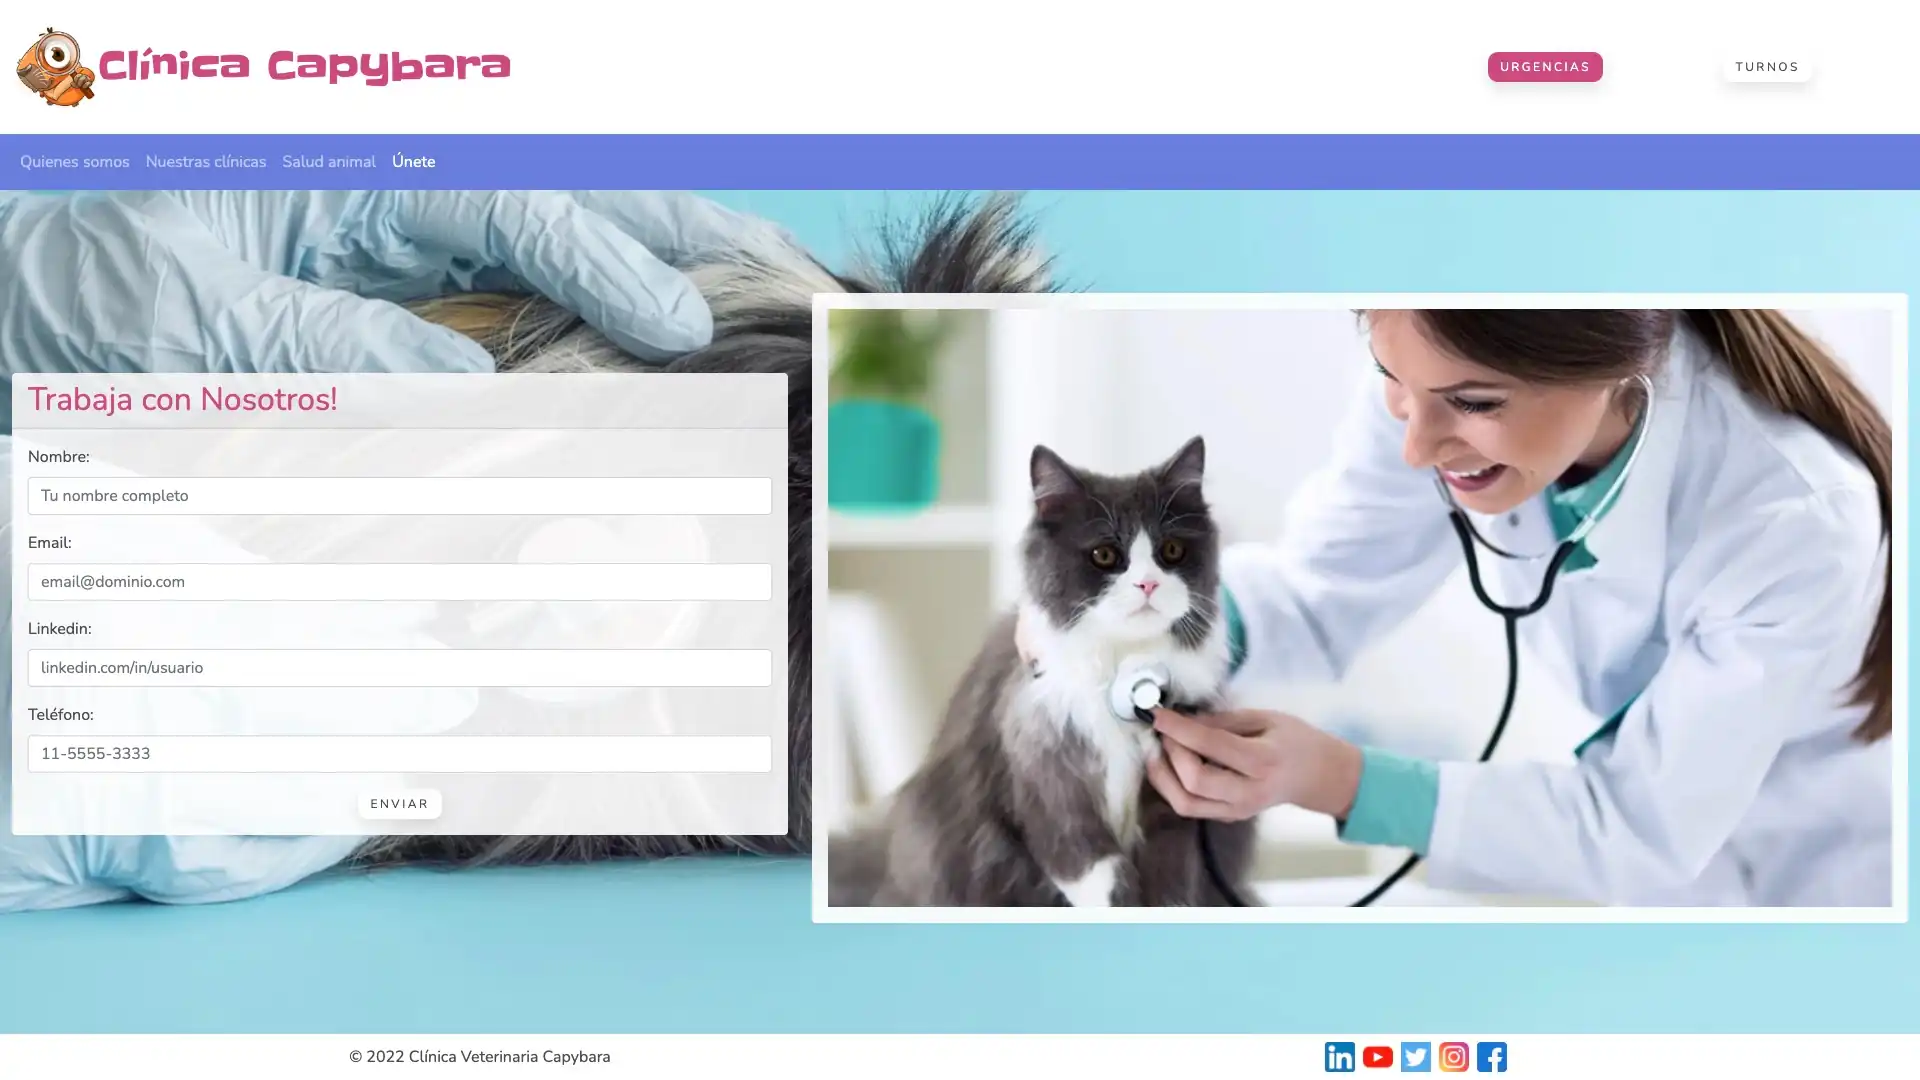 Clínica Capybara
URGENCIAS
TURNOS
Quienes somos
Nuestras clínicas
Salud animal
Únete
Trabaja con Nosotros!
Nombre:
Tu nombre completo
Email:
email@dominio.com
Linkedin:
linkedin.com/in/usuario
Teléfono:
11-5555-3333
ENVIAR
© 2022 Clínica Veterinaria Capybara